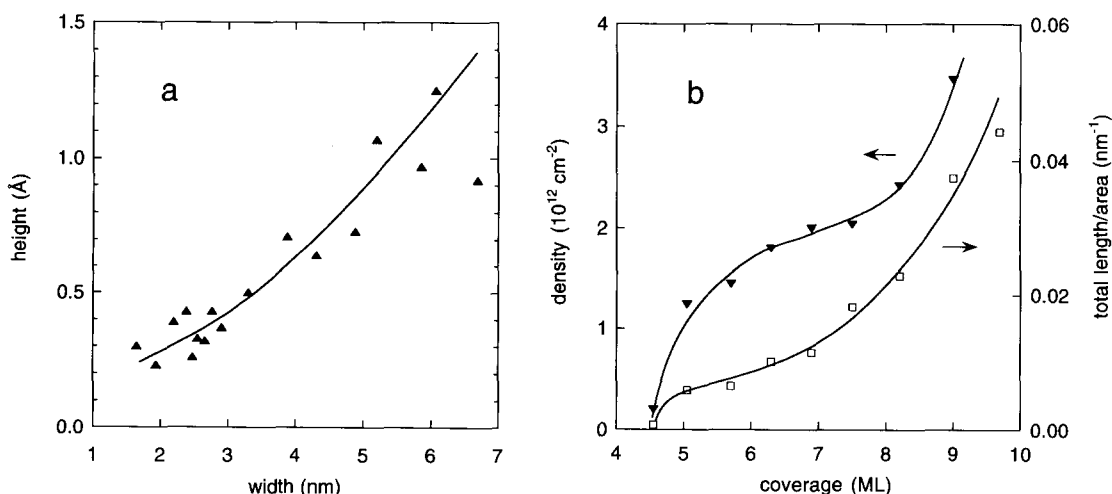 a
1.5
1.0
0.5
0.0
height (Å)
1 2 3 4 5 6 7
width (nm)
b
4
3
2
1
0
density (10¹² cm⁻²)
0.06
0.04
0.02
0.00
total length/area (nm⁻¹)
4 5 6 7 8 9 10
coverage (ML)